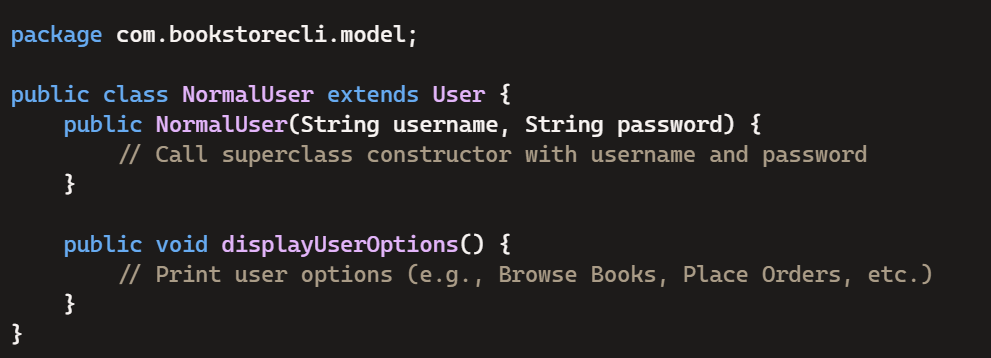 package com.bookstorecli.model;

public class NormalUser extends User {
    public NormalUser(String username, String password) {
        // Call superclass constructor with username and password
    }

    public void displayUserOptions() {
        // Print user options (e.g., Browse Books, Place Orders, etc.)
    }
}